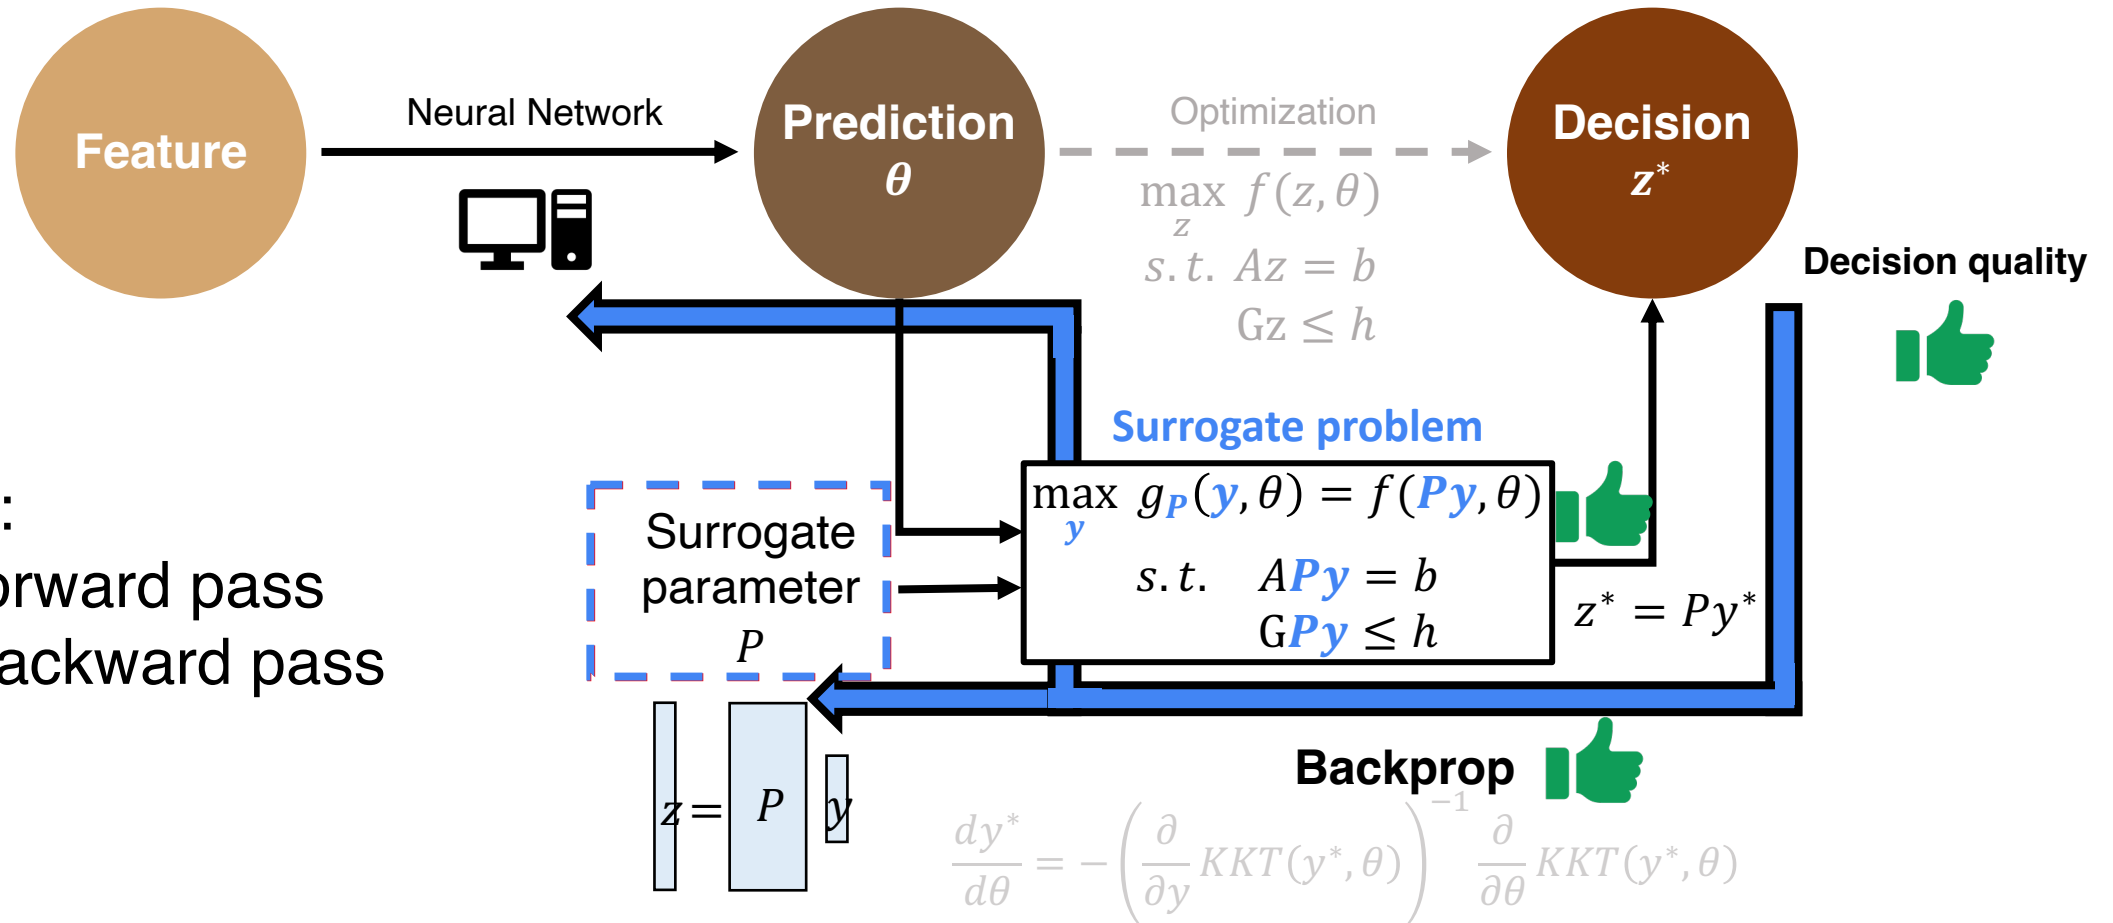 Feature
Neural Network
Prediction
θ
Optimization
max f(z, θ)
z
s.t. Az = b
Gz ≤ h
Decision
z*
Decision quality
Surrogate problem
max g_P(y, θ) = f(Py, θ)
y
s.t. APy = b
GPy ≤ h
z* = Py*
Surrogate
parameter
P
:
orward pass
ackward pass
z = P y
Backprop
dy*/dθ = −(∂/∂y KKT(y*, θ))⁻¹ ∂/∂θ KKT(y*, θ)